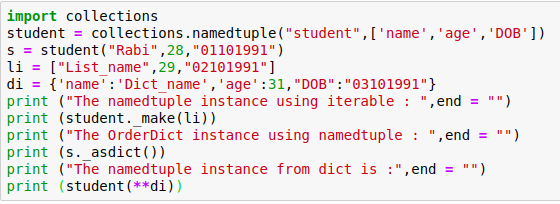 import collections
student = collections.namedtuple("student",['name','age','DOB'])
s = student("Rabi",28,"01101991")
li = ["List_name",29,"02101991"]
di = {'name':'Dict_name','age':31,"DOB":"03101991"}
print ("The namedtuple instance using iterable : ",end = "")
print (student._make(li))
print ("The OrderDict instance using namedtuple : ",end = "")
print (s._asdict())
print ("The namedtuple instance from dict is :",end = "")
print (student(**di))